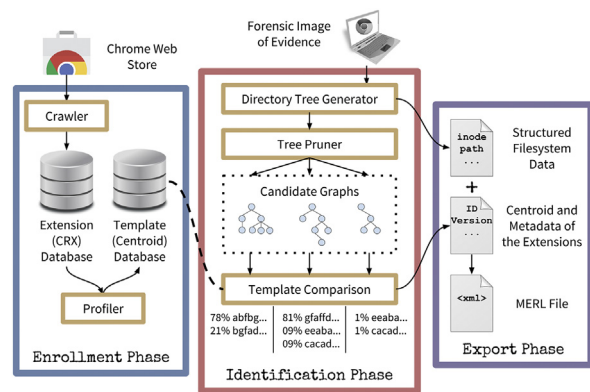 Chrome Web
Store
Crawler
Extension
(CRX)
Database
Template
(Centroid)
Database
Profiler
Enrollment Phase
Forensic Image
of Evidence
Directory Tree Generator
Tree Pruner
Candidate Graphs
Template Comparison
78% abfbg...
21% bgfad...
81% gfaffd...
09% eeaba...
09% cacad...
1% eeaba...
1% cacad...
Identification Phase
inode
path
...
Structured
Filesystem
Data
+
ID
Version
...
Centroid and
Metadata of
the Extensions
<xml>
MERL File
Export Phase